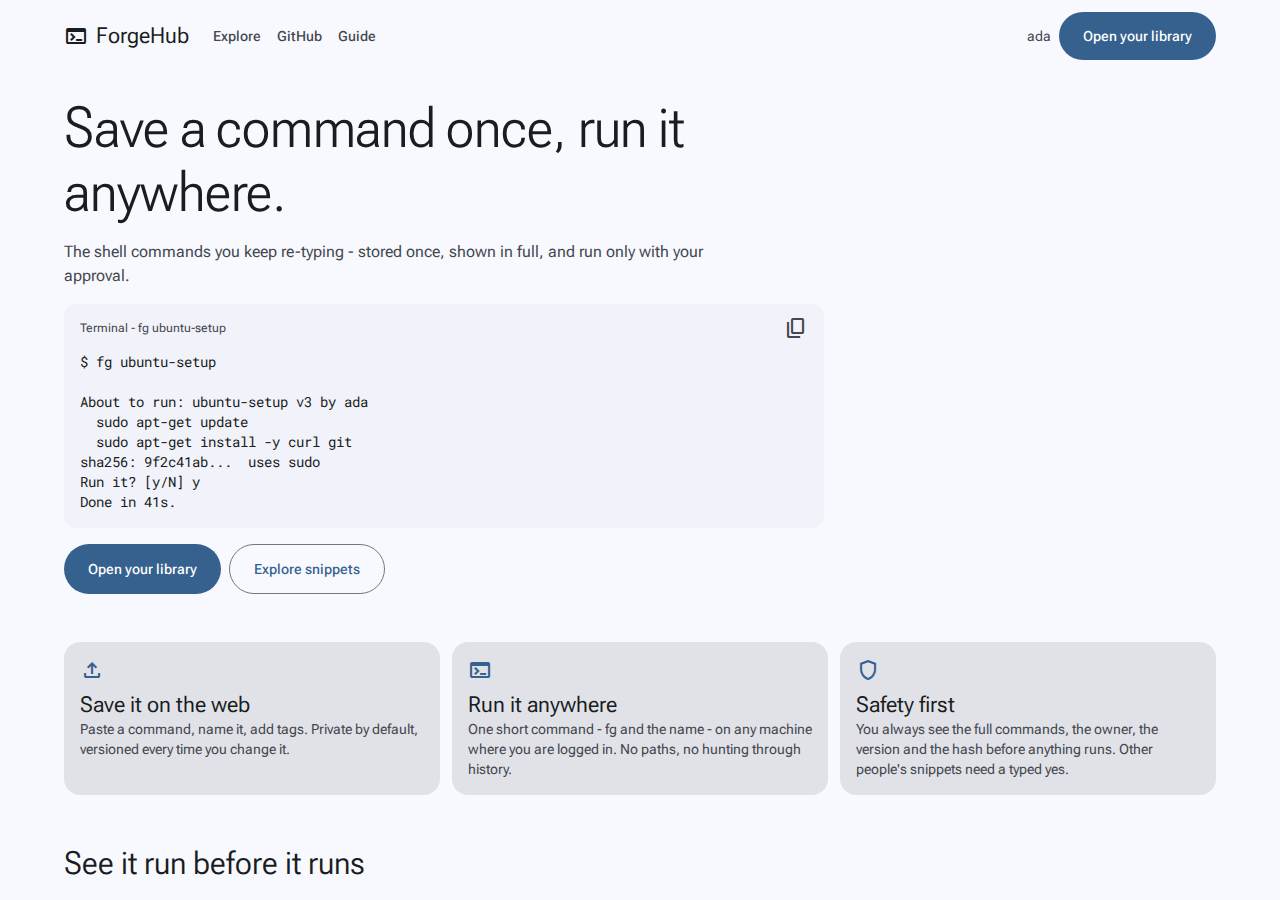 ForgeHub Explore GitHub Guide ada Open your library
Save a command once, run it
anywhere.
The shell commands you keep re-typing - stored once, shown in full, and run only with your
approval.
Terminal - fg ubuntu-setup
$ fg ubuntu-setup
About to run: ubuntu-setup v3 by ada
sudo apt-get update
sudo apt-get install -y curl git
sha256: 9f2c41ab... uses sudo
Run it? [y/N] y
Done in 41s.
Open your library Explore snippets
Save it on the web
Paste a command, name it, add tags. Private by default,
versioned every time you change it.
Run it anywhere
One short command - fg and the name - on any machine
where you are logged in. No paths, no hunting through
history.
Safety first
You always see the full commands, the owner, the
version and the hash before anything runs. Other
people's snippets need a typed yes.
See it run before it runs